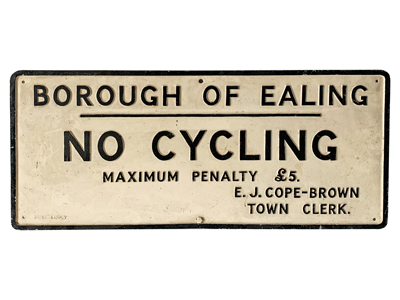 BOROUGH OF EALING
NO CYCLING
MAXIMUM PENALTY £5.
E. J. COPE-BROWN
TOWN CLERK.